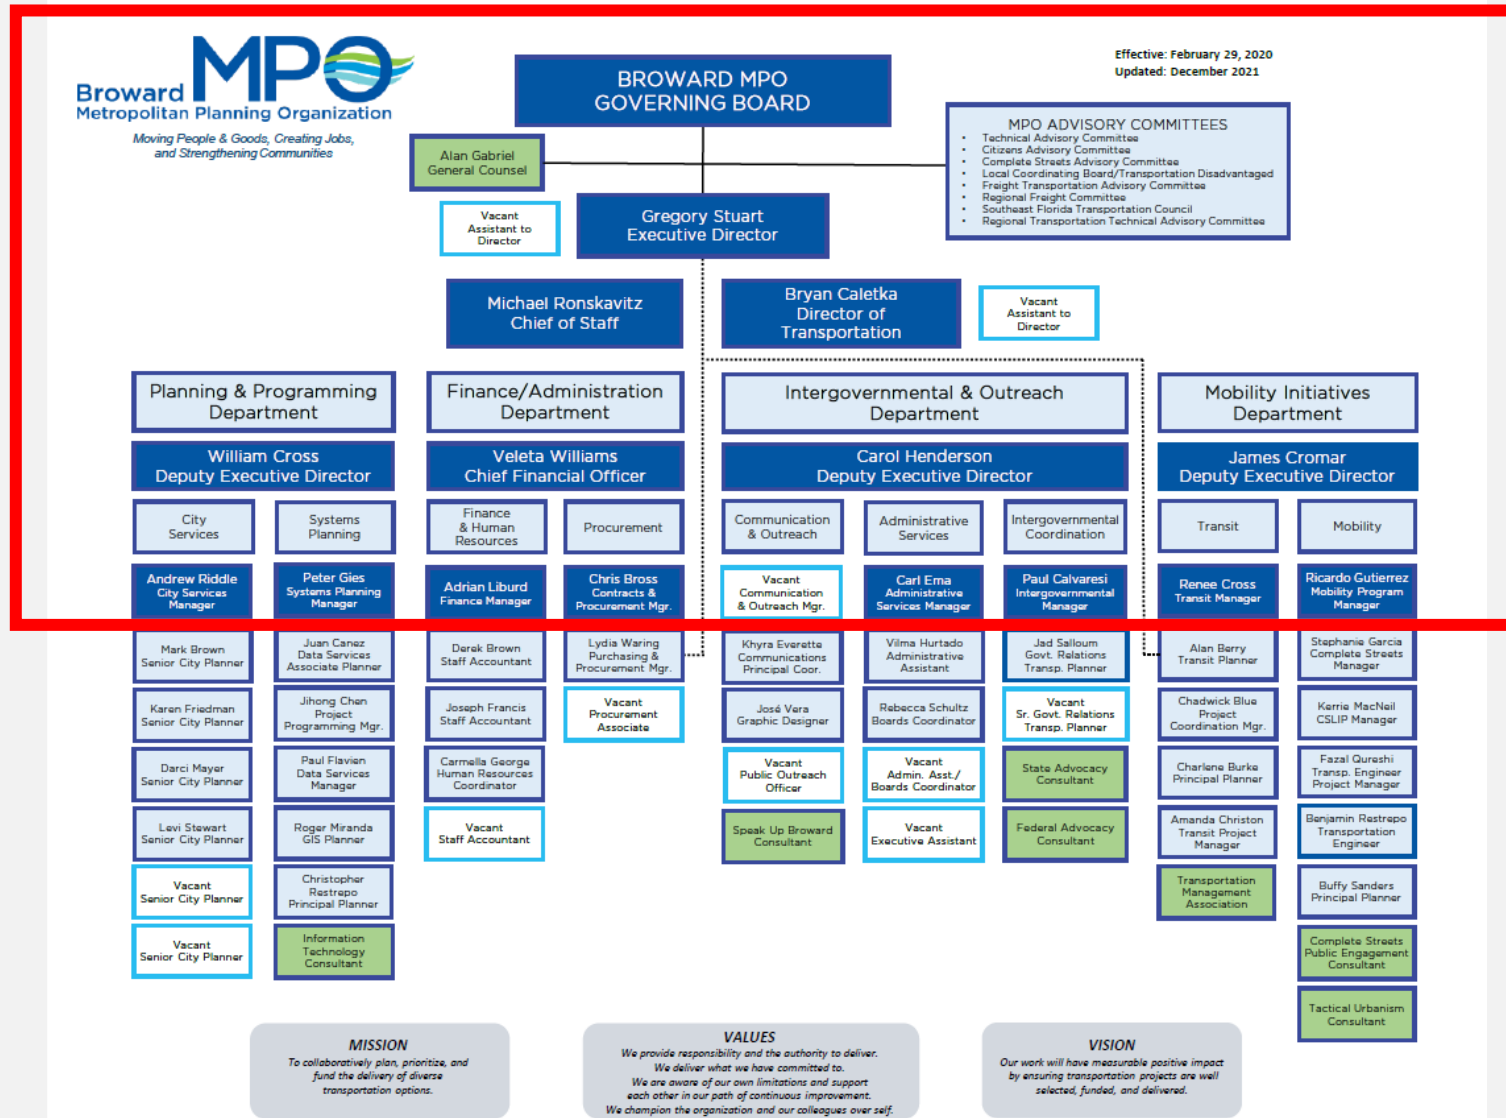 Broward MPO
Metropolitan Planning Organization
Moving People & Goods, Creating Jobs,
and Strengthening Communities
Effective: February 29, 2020
Updated: December 2021
BROWARD MPO
GOVERNING BOARD
Alan Gabriel
General Counsel
MPO ADVISORY COMMITTEES
• Technical Advisory Committee
• Citizens Advisory Committee
• Complete Streets Advisory Committee
• Local Coordinating Board/Transportation Disadvantaged
• Freight Transportation Advisory Committee
• Regional Freight Committee
• Southeast Florida Transportation Council
• Regional Transportation Technical Advisory Committee
Vacant
Assistant to
Director
Gregory Stuart
Executive Director
Michael Ronskavitz
Chief of Staff
Bryan Caletka
Director of
Transportation
Vacant
Assistant to
Director
Planning & Programming
Department
William Cross
Deputy Executive Director
City
Services
Andrew Riddle
City Services
Manager
Mark Brown
Senior City Planner
Karen Friedman
Senior City Planner
Darci Mayer
Senior City Planner
Levi Stewart
Senior City Planner
Vacant
Senior City Planner
Vacant
Senior City Planner
Systems
Planning
Peter Gies
Systems Planning
Manager
Juan Canez
Data Services
Associate Planner
Jihong Chen
Project
Programming Mgr.
Paul Flavien
Data Services
Manager
Roger Miranda
GIS Planner
Christopher
Restrepo
Principal Planner
Information
Technology
Consultant
Finance/Administration
Department
Veleta Williams
Chief Financial Officer
Finance
& Human
Resources
Adrian Liburd
Finance Manager
Derek Brown
Staff Accountant
Joseph Francis
Staff Accountant
Carmella George
Human Resources
Coordinator
Vacant
Staff Accountant
Procurement
Chris Bross
Contracts &
Procurement Mgr.
Lydia Waring
Purchasing &
Procurement Mgr.
Vacant
Procurement
Associate
Intergovernmental & Outreach
Department
Carol Henderson
Deputy Executive Director
Communication
& Outreach
Vacant
Communication
& Outreach Mgr.
Khyra Everette
Communications
Principal Coor.
José Vera
Graphic Designer
Vacant
Public Outreach
Officer
Speak Up Broward
Consultant
Administrative
Services
Carl Ema
Administrative
Services Manager
Vilma Hurtado
Administrative
Assistant
Rebecca Schultz
Boards Coordinator
Vacant
Admin. Asst./
Boards Coordinator
Vacant
Executive Assistant
Intergovernmental
Coordination
Paul Calvaresi
Intergovernmental
Manager
Jad Salloum
Govt. Relations
Transp. Planner
Vacant
Sr. Govt. Relations
Transp. Planner
State Advocacy
Consultant
Federal Advocacy
Consultant
Mobility Initiatives
Department
James Cromar
Deputy Executive Director
Transit
Renee Cross
Transit Manager
Alan Berry
Transit Planner
Chadwick Blue
Project
Coordination Mgr.
Charlene Burke
Principal Planner
Amanda Christon
Transit Project
Manager
Transportation
Management
Association
Mobility
Ricardo Gutierrez
Mobility Program
Manager
Stephanie Garcia
Complete Streets
Manager
Kerrie MacNeil
CSLIP Manager
Fazal Qureshi
Transp. Engineer
Project Manager
Benjamin Restrepo
Transportation
Engineer
Buffy Sanders
Principal Planner
Complete Streets
Public Engagement
Consultant
Tactical Urbanism
Consultant
MISSION
To collaboratively plan, prioritize, and
fund the delivery of diverse
transportation options.
VALUES
We provide responsibility and the authority to deliver.
We deliver what we have committed to.
We are aware of our own limitations and support
each other in our path of continuous improvement.
We champion the organization and our colleagues over self.
VISION
Our work will have measurable positive impact
by ensuring transportation projects are well
selected, funded, and delivered.